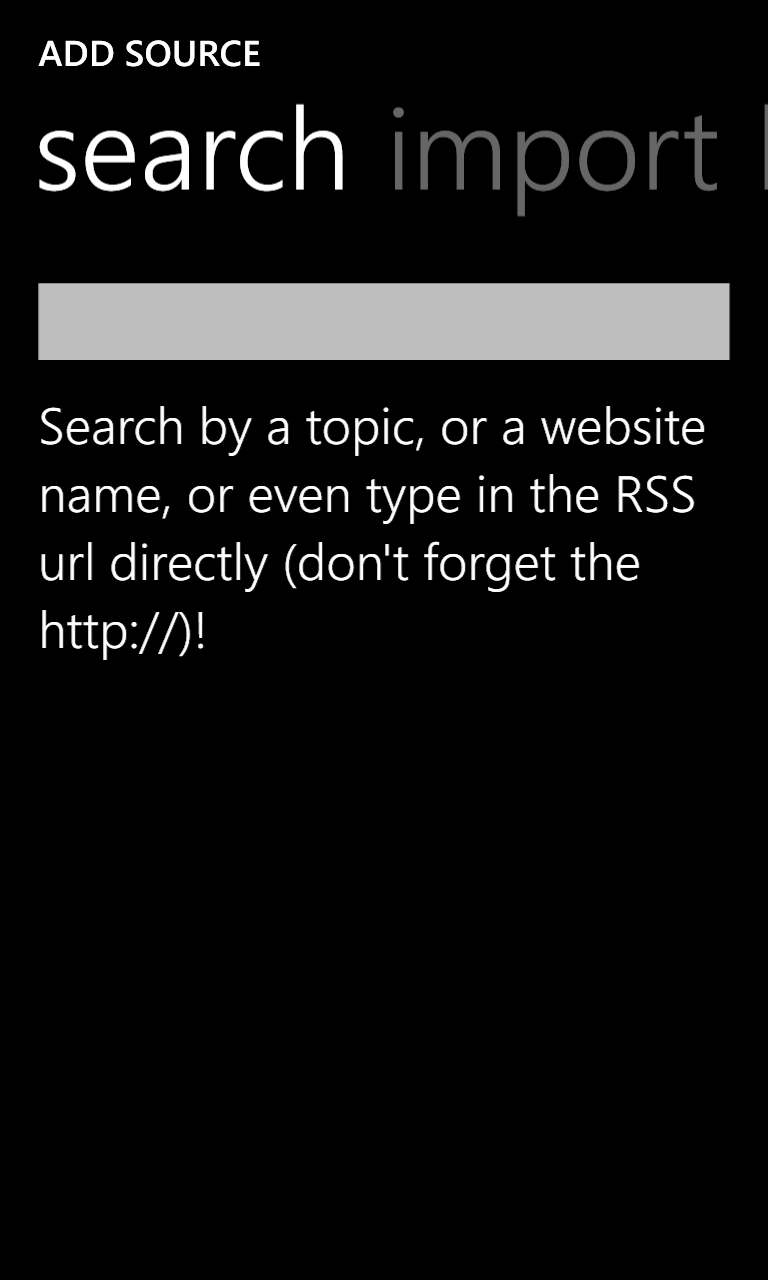 ADD SOURCE
search import
Search by a topic, or a website
name, or even type in the RSS
url directly (don't forget the
http://)!